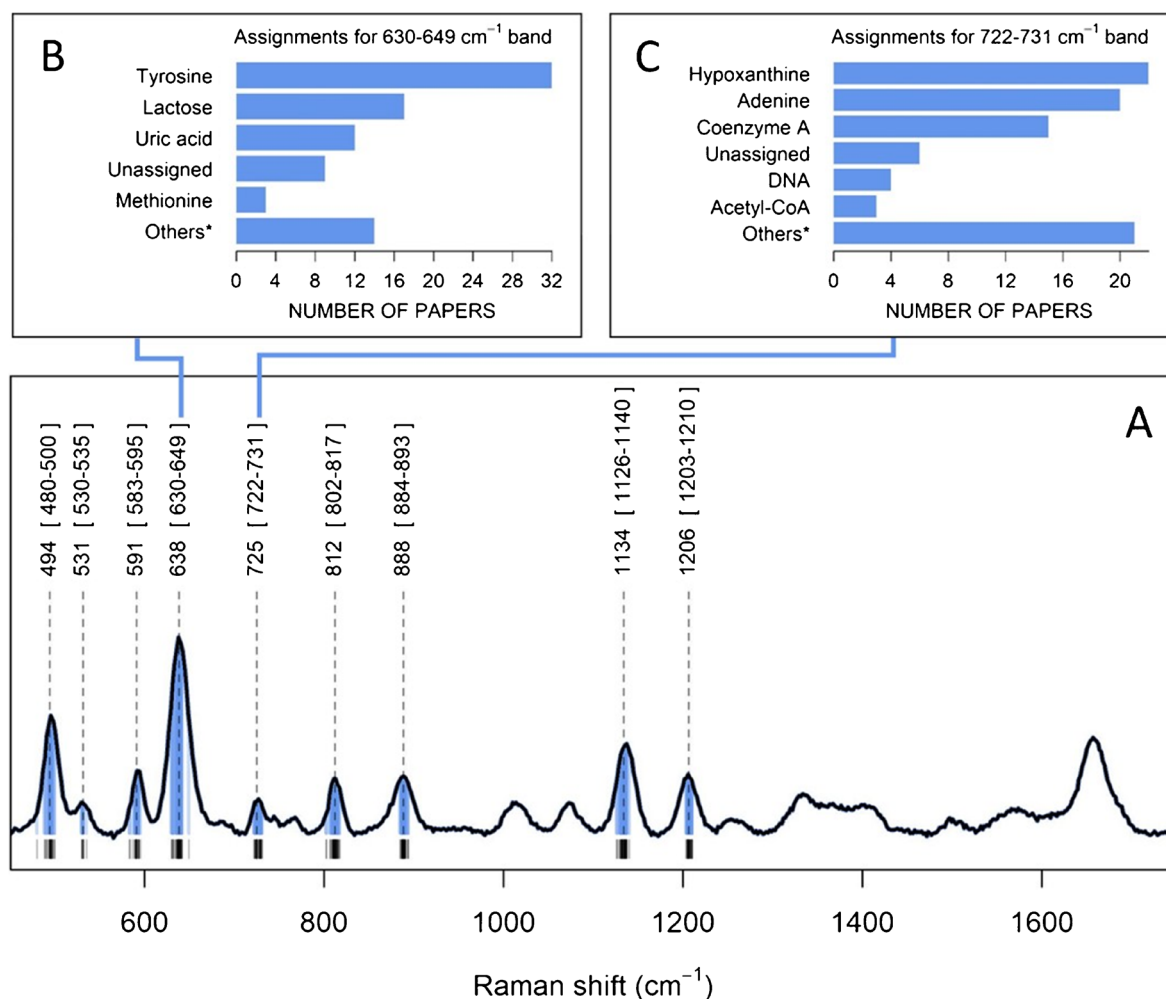 B
Assignments for 630-649 cm⁻¹ band
Tyrosine
Lactose
Uric acid
Unassigned
Methionine
Others*
0 4 8 12 16 20 24 28 32
NUMBER OF PAPERS
C
Assignments for 722-731 cm⁻¹ band
Hypoxanthine
Adenine
Coenzyme A
Unassigned
DNA
Acetyl-CoA
Others*
0 4 8 12 16 20
NUMBER OF PAPERS
A
494 [ 480-500 ]
531 [ 530-535 ]
591 [ 583-595 ]
638 [ 630-649 ]
725 [ 722-731 ]
812 [ 802-817 ]
888 [ 884-893 ]
1134 [ 1126-1140 ]
1206 [ 1203-1210 ]
600 800 1000 1200 1400 1600
Raman shift (cm⁻¹)